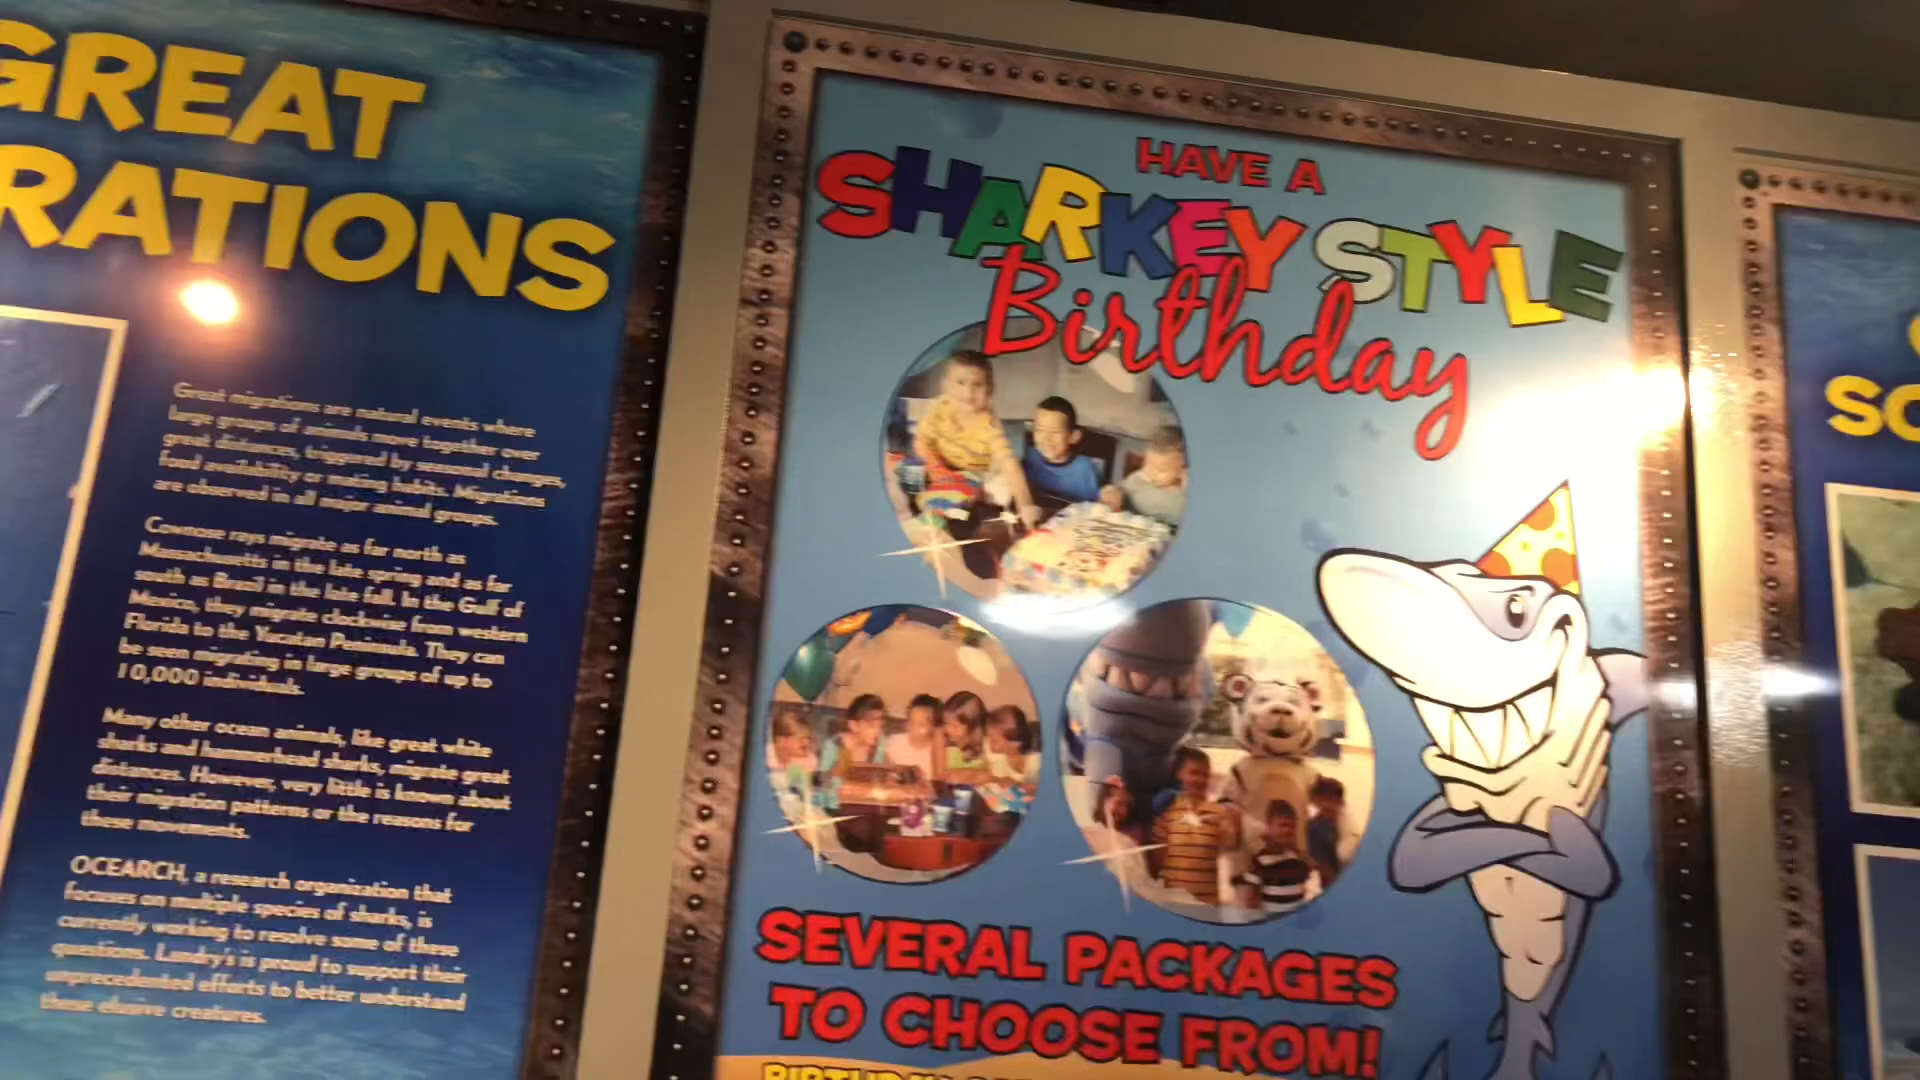 GREAT
RATIONS
Great migrations are natural events where
large groups of animals move together over
great distances, triggered by seasonal changes,
food availability or mating habits. Migrations
are observed in all major animal groups.
Cownose rays migrate as far north as
Massachusetts in the late spring and as far
south as Brazil in the late fall. In the Gulf of
Mexico, they migrate clockwise from western
Florida to the Yucatan Peninsula. They can
be seen migrating in large groups of up to
10,000 individuals.
Many other ocean animals, like great white
sharks and hammerhead sharks, migrate great
distances. However, very little is known about
their migration patterns or the reasons for
these movements.
OCEARCH, a research organization that
focuses on multiple species of sharks, is
currently working to resolve some of these
questions. Landry's is proud to support their
unprecedented efforts to better understand
these elusive creatures.
HAVE A
SHARKEY STYLE
Birthday
SEVERAL PACKAGES
TO CHOOSE FROM!
BIRTHDAY
SO